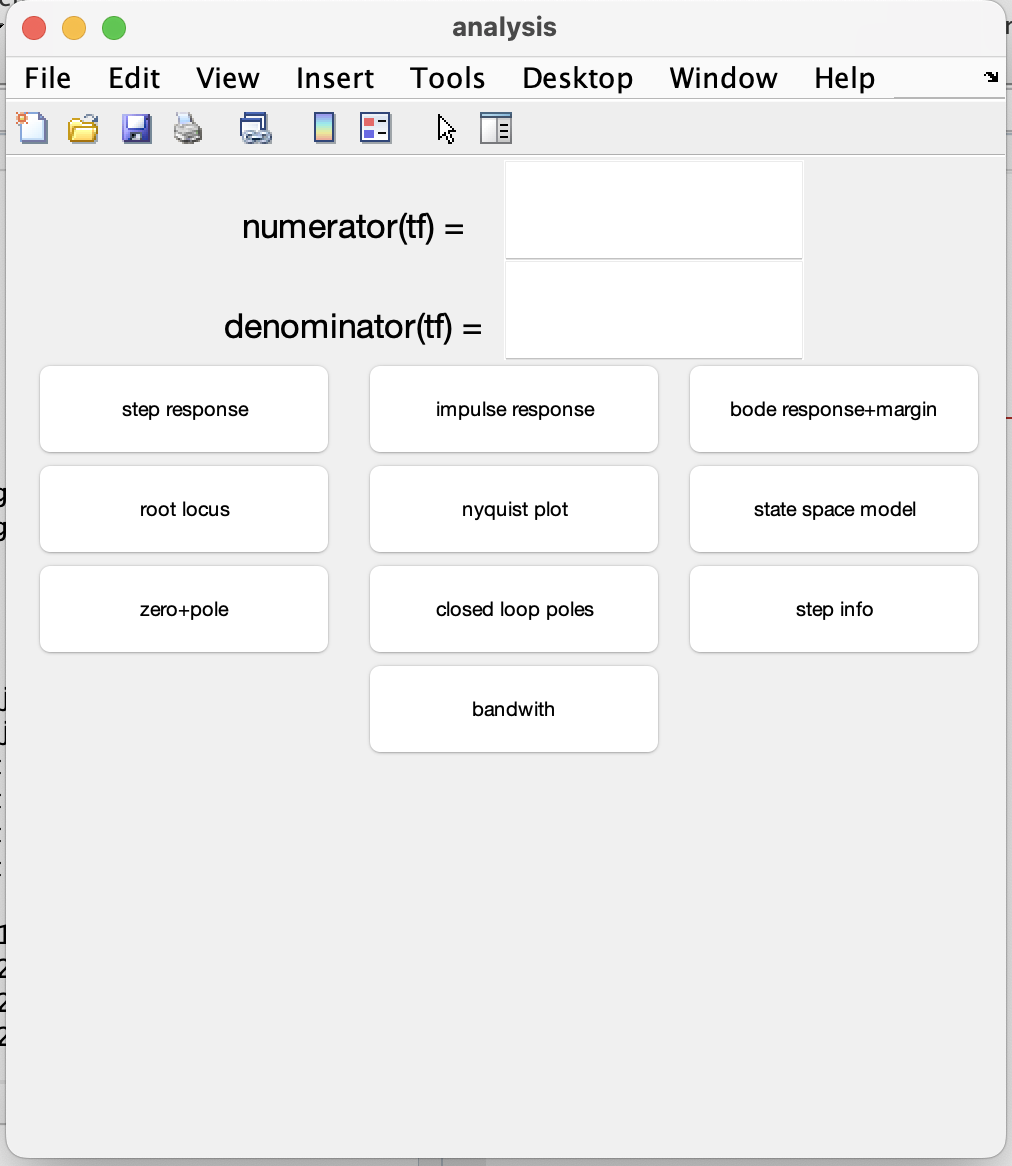 analysis
File Edit View Insert Tools Desktop Window Help
numerator(tf) =
denominator(tf) =
step response impulse response bode response+margin
root locus nyquist plot state space model
zero+pole closed loop poles step info
bandwith